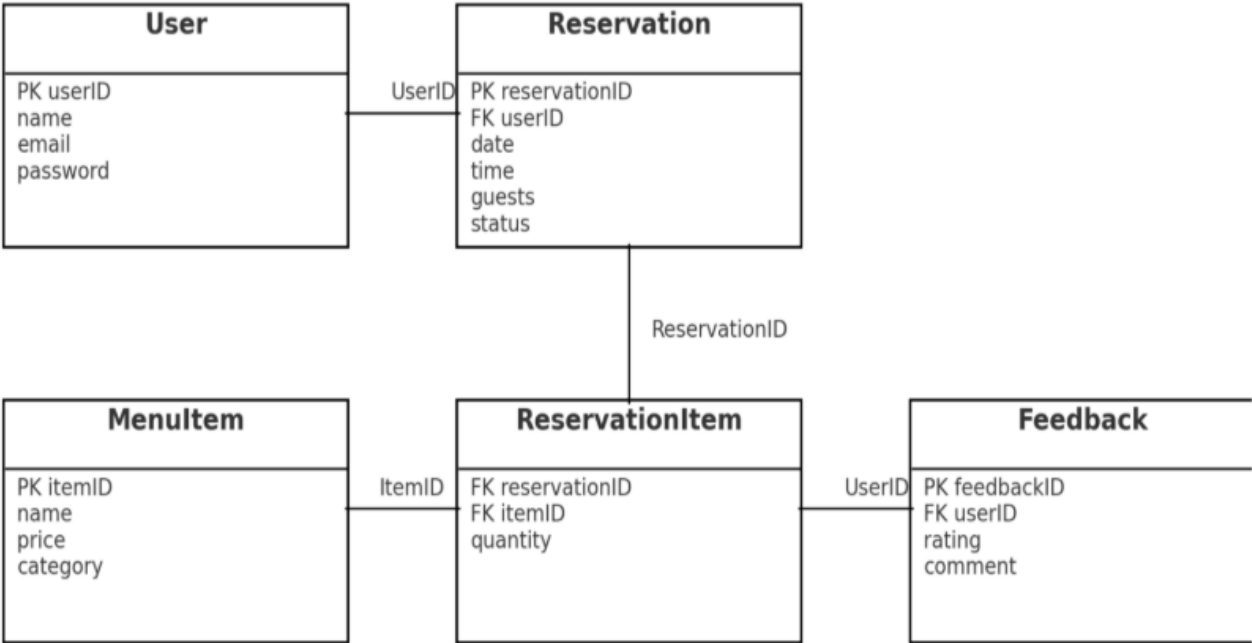 User
PK userID
name
email
password
UserID
Reservation
PK reservationID
FK userID
date
time
guests
status
ReservationID
MenuItem
PK itemID
name
price
category
ItemID
ReservationItem
FK reservationID
FK itemID
quantity
UserID
Feedback
PK feedbackID
FK userID
rating
comment